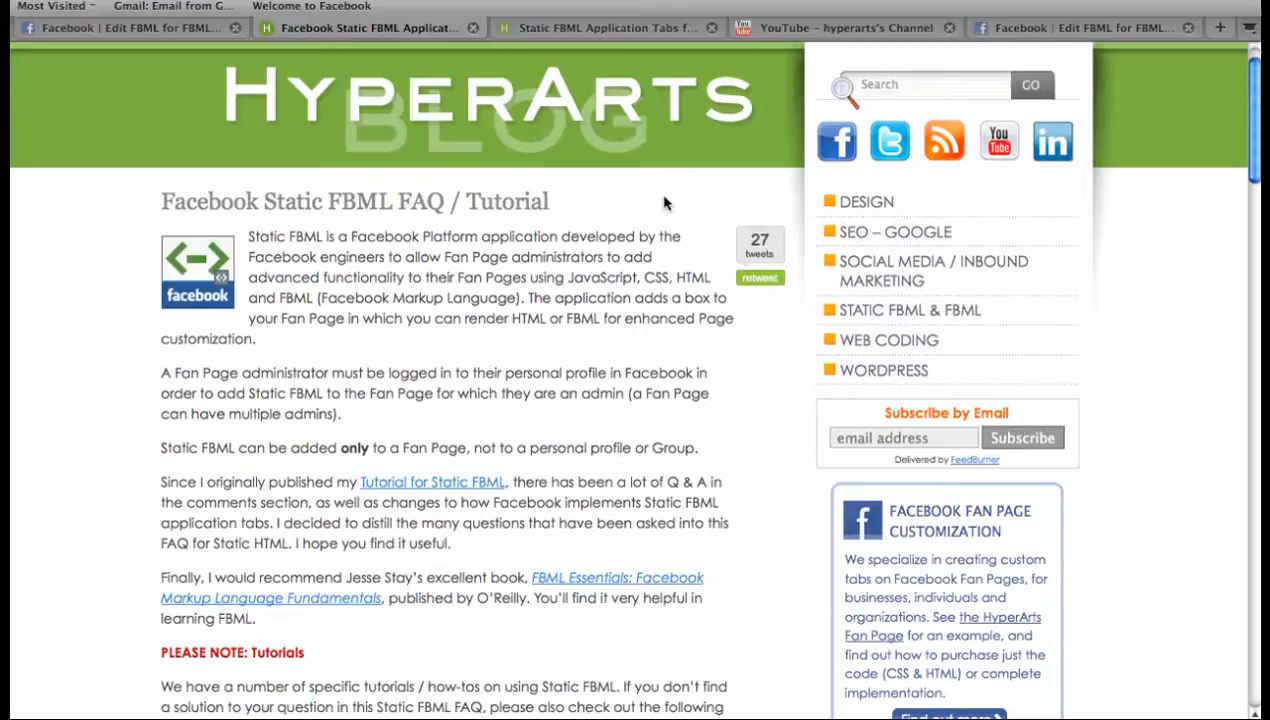 Most Visited
Gmail: Email from G...
Welcome to Facebook
Facebook | Edit FBML for FBML...
Facebook Static FBML Applicat...
Static FBML Application Tabs f...
YouTube – hyperarts's Channel
Facebook | Edit FBML for FBML...
HYPERARTS
BLOG
Search
GO
You
Tube
in
Facebook Static FBML FAQ / Tutorial
facebook
Static FBML is a Facebook Platform application developed by the
Facebook engineers to allow Fan Page administrators to add
advanced functionality to their Fan Pages using JavaScript, CSS, HTML
and FBML (Facebook Markup Language). The application adds a box to
your Fan Page in which you can render HTML or FBML for enhanced Page
customization.
27
tweets
retweet
A Fan Page administrator must be logged in to their personal profile in Facebook in
order to add Static FBML to the Fan Page for which they are an admin (a Fan Page
can have multiple admins).
Static FBML can be added only to a Fan Page, not to a personal profile or Group.
Since I originally published my Tutorial for Static FBML, there has been a lot of Q & A in
the comments section, as well as changes to how Facebook implements Static FBML
application tabs. I decided to distill the many questions that have been asked into this
FAQ for Static HTML. I hope you find it useful.
Finally, I would recommend Jesse Stay's excellent book, FBML Essentials: Facebook
Markup Language Fundamentals, published by O'Reilly. You'll find it very helpful in
learning FBML.
PLEASE NOTE: Tutorials
We have a number of specific tutorials / how-tos on using Static FBML. If you don't find
a solution to your question in this Static FBML FAQ, please also check out the following
DESIGN
SEO – GOOGLE
SOCIAL MEDIA / INBOUND
MARKETING
STATIC FBML & FBML
WEB CODING
WORDPRESS
Subscribe by Email
email address
Subscribe
Delivered by FeedBurner
FACEBOOK FAN PAGE
CUSTOMIZATION
We specialize in creating custom
tabs on Facebook Fan Pages, for
businesses, individuals and
organizations. See the HyperArts
Fan Page for an example, and
find out how to purchase just the
code (CSS & HTML) or complete
implementation.
Find out more